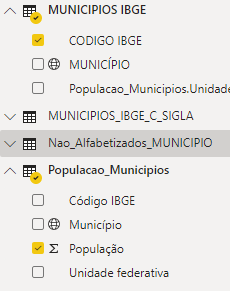 MUNICIPIOS IBGE
CODIGO IBGE
MUNICÍPIO
Populacao_Municipios.Unidade
MUNICIPIOS_IBGE_C_SIGLA
Nao_Alfabetizados_MUNICIPIO
Populacao_Municipios
Código IBGE
Município
População
Unidade federativa